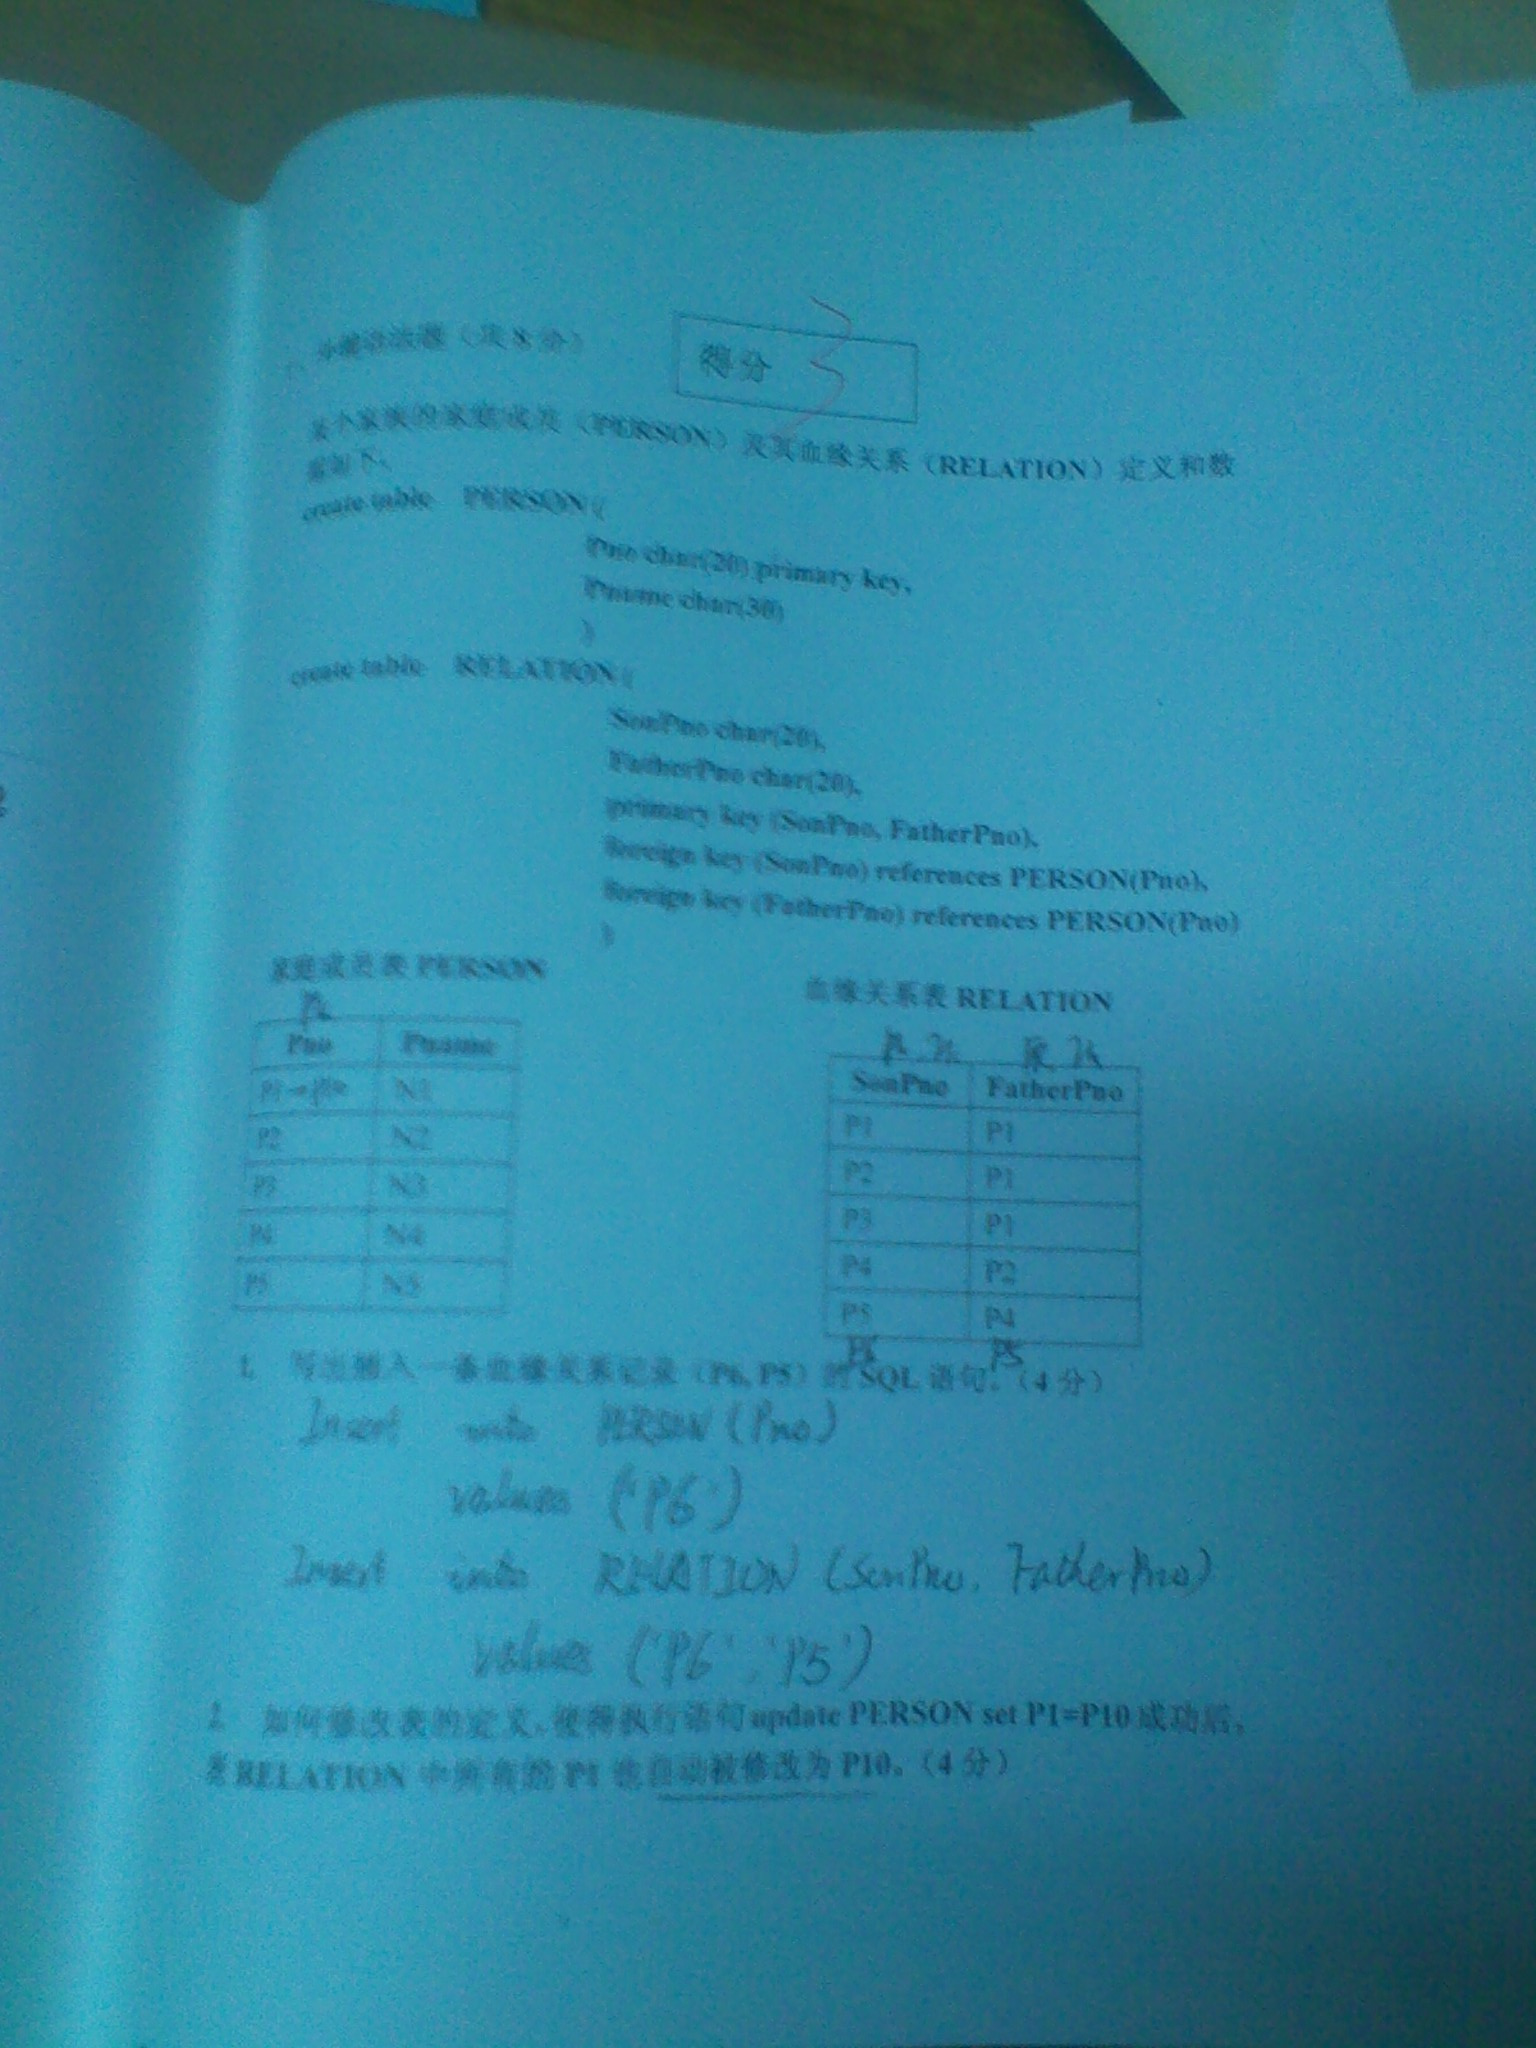 得分
某个家族的家庭成员（PERSON）及其血缘关系（RELATION）定义和数
据如下。
create table PERSON(
Pno char(20) primary key,
Pname char(30)
)
create table RELATION(
SonPno char(20),
FatherPno char(20),
primary key (SonPno, FatherPno),
foreign key (SonPno) references PERSON(Pno),
foreign key (FatherPno) references PERSON(Pno)
)
家庭成员表 PERSON
血缘关系表 RELATION
Pno Pname
P1→P10 N1
P2 N2
P3 N3
P4 N4
P5 N5
SonPno FatherPno
P1 P1
P2 P1
P3 P1
P4 P2
P5 P4
P6 P5
1. 写出插入一条血缘关系记录（P6, P5）的 SQL 语句。（4 分）
Insert into PERSON (Pno)
values ('P6')
Insert into RELATION (SonPno, FatherPno)
values ('P6', 'P5')
2. 如何修改表的定义，使得执行语句 update PERSON set P1=P10 成功后，
表 RELATION 中所有的 P1 也自动被修改为 P10。（4 分）